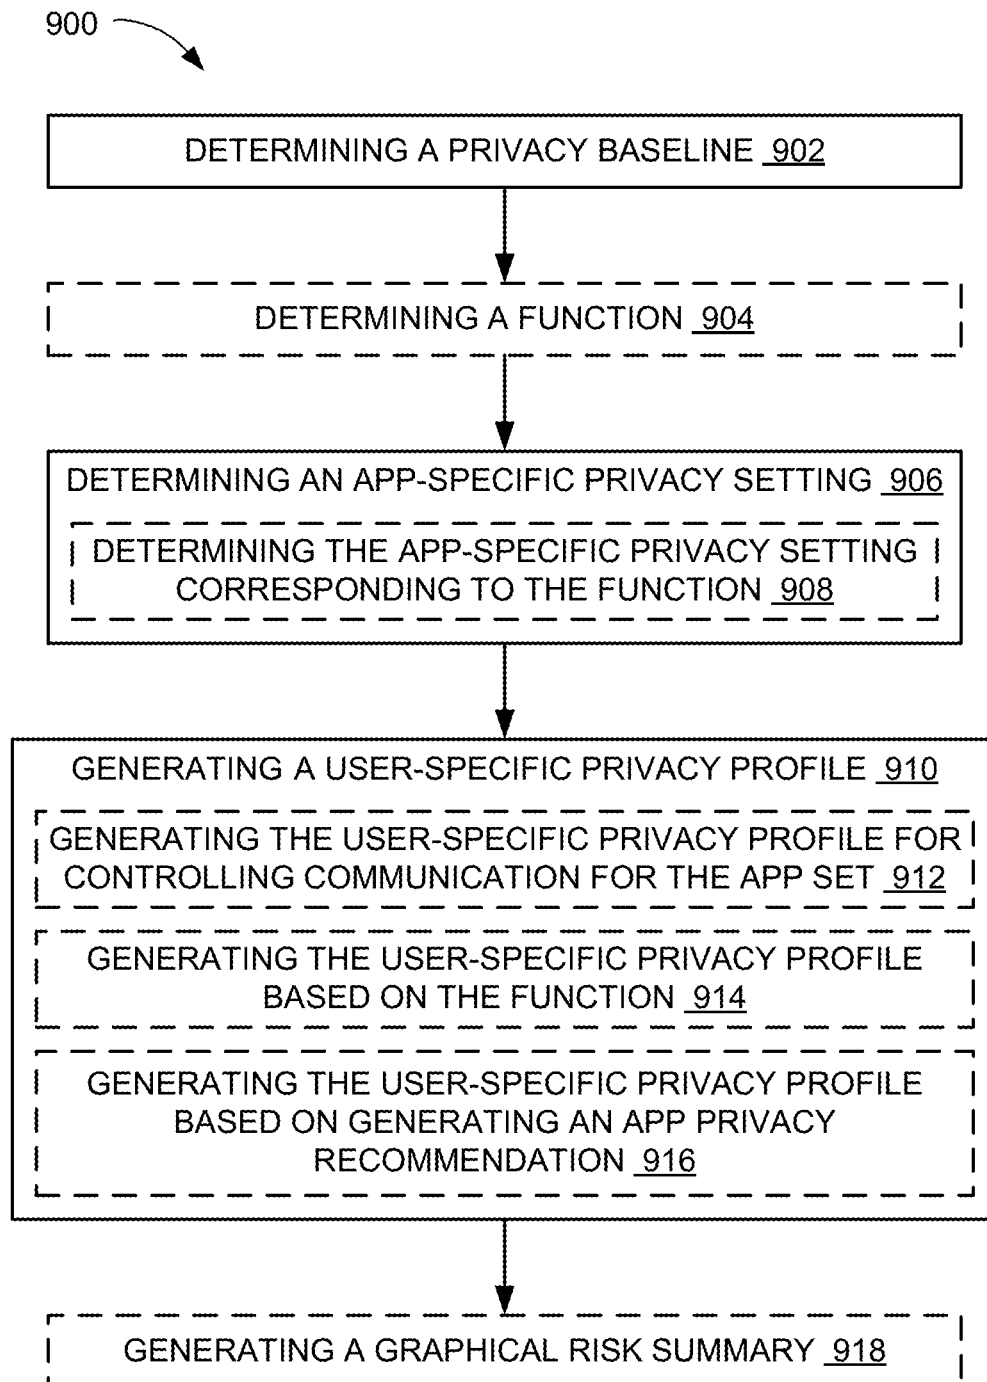 900
DETERMINING A PRIVACY BASELINE 902
DETERMINING A FUNCTION 904
DETERMINING AN APP-SPECIFIC PRIVACY SETTING 906
DETERMINING THE APP-SPECIFIC PRIVACY SETTING
CORRESPONDING TO THE FUNCTION 908
GENERATING A USER-SPECIFIC PRIVACY PROFILE 910
GENERATING THE USER-SPECIFIC PRIVACY PROFILE FOR
CONTROLLING COMMUNICATION FOR THE APP SET 912
GENERATING THE USER-SPECIFIC PRIVACY PROFILE
BASED ON THE FUNCTION 914
GENERATING THE USER-SPECIFIC PRIVACY PROFILE
BASED ON GENERATING AN APP PRIVACY
RECOMMENDATION 916
GENERATING A GRAPHICAL RISK SUMMARY 918